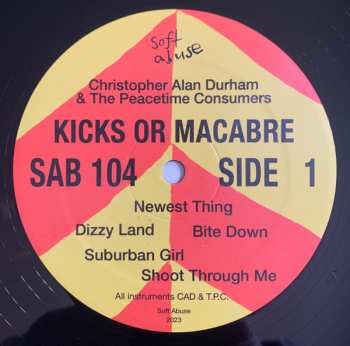 soft
abuse
Christopher Alan Durham
& The Peacetime Consumers
KICKS OR MACABRE
SAB 104 SIDE 1
Newest Thing
Dizzy Land Bite Down
Suburban Girl
Shoot Through Me
All instruments CAD & T.P.C.
Soft Abuse
2023